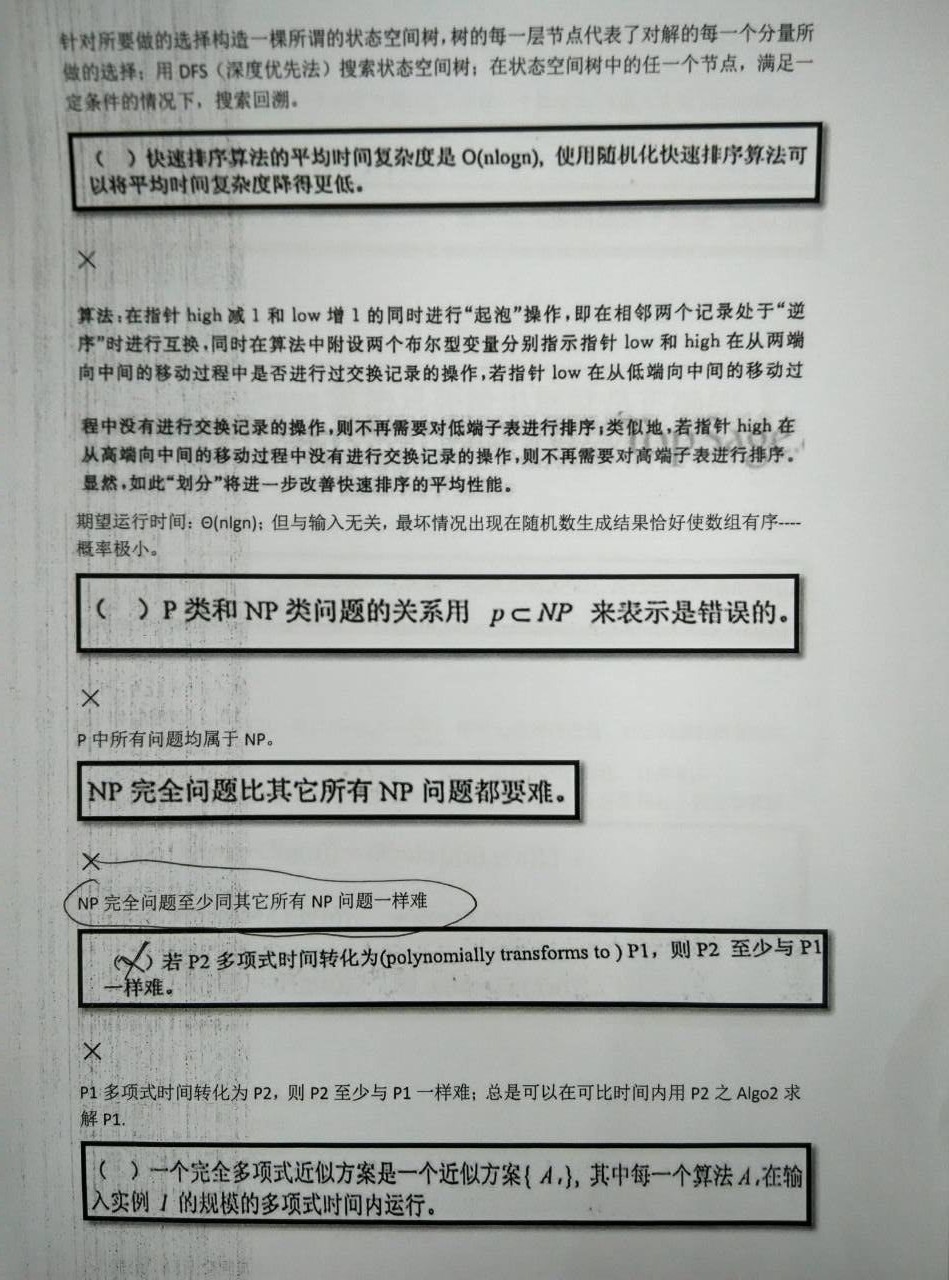 针对所要做的选择构造一棵所谓的状态空间树，树的每一层节点代表了对解的每一个分量所
做的选择；用 DFS（深度优先法）搜索状态空间树；在状态空间树中的任一个节点，满足一
定条件的情况下，搜索回溯。
（ ）快速排序算法的平均时间复杂度是 O(nlogn)，使用随机化快速排序算法可
以将平均时间复杂度降得更低。
×
算法：在指针 high 减 1 和 low 增 1 的同时进行“起泡”操作，即在相邻两个记录处于“逆
序”时进行互换，同时在算法中附设两个布尔型变量分别指示指针 low 和 high 在从两端
向中间的移动过程中是否进行过交换记录的操作，若指针 low 在从低端向中间的移动过
程中没有进行交换记录的操作，则不再需要对低端子表进行排序；类似地，若指针 high 在
从高端向中间的移动过程中没有进行交换记录的操作，则不再需要对高端子表进行排序。
显然，如此“划分”将进一步改善快速排序的平均性能。
期望运行时间：Θ(nlgn)；但与输入无关，最坏情况出现在随机数生成结果恰好使数组有序----
概率极小。
（ ）P 类和 NP 类问题的关系用 p⊂NP 来表示是错误的。
×
P 中所有问题均属于 NP。
NP 完全问题比其它所有 NP 问题都要难。
×
NP 完全问题至少同其它所有 NP 问题一样难
（×）若 P2 多项式时间转化为(polynomially transforms to ) P1，则 P2 至少与 P1
一样难。
×
P1 多项式时间转化为 P2，则 P2 至少与 P1 一样难；总是可以在可比时间内用 P2 之 Algo2 求
解 P1.
（ ）一个完全多项式近似方案是一个近似方案{ A }，其中每一个算法 A 在输
入实例 I 的规模的多项式时间内运行。